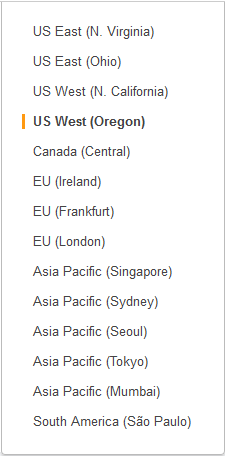 US East (N. Virginia)
US East (Ohio)
US West (N. California)
US West (Oregon)
Canada (Central)
EU (Ireland)
EU (Frankfurt)
EU (London)
Asia Pacific (Singapore)
Asia Pacific (Sydney)
Asia Pacific (Seoul)
Asia Pacific (Tokyo)
Asia Pacific (Mumbai)
South America (São Paulo)